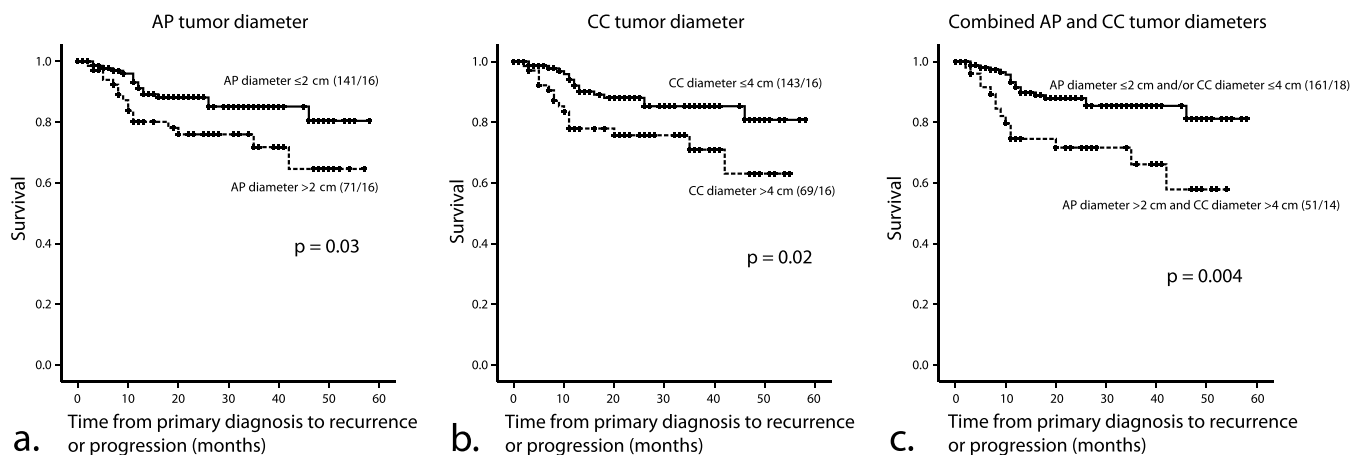 AP tumor diameter
1.0
0.8
0.6
0.4
0.2
0.0
Survival
AP diameter ≤2 cm (141/16)
AP diameter >2 cm (71/16)
p = 0.03
0 10 20 30 40 50 60
Time from primary diagnosis to recurrence
or progression (months)
a.
CC tumor diameter
1.0
0.8
0.6
0.4
0.2
0.0
Survival
CC diameter ≤4 cm (143/16)
CC diameter >4 cm (69/16)
p = 0.02
0 10 20 30 40 50 60
Time from primary diagnosis to recurrence
or progression (months)
b.
Combined AP and CC tumor diameters
1.0
0.8
0.6
0.4
0.2
0.0
Survival
AP diameter ≤2 cm and/or CC diameter ≤4 cm (161/18)
AP diameter >2 cm and CC diameter >4 cm (51/14)
p = 0.004
0 10 20 30 40 50 60
Time from primary diagnosis to recurrence
or progression (months)
c.